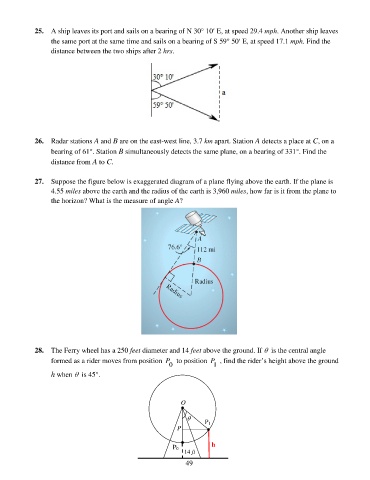 25. A ship leaves its port and sails on a bearing of N 30° 10' E, at speed 29.4 mph. Another ship leaves
the same port at the same time and sails on a bearing of S 59° 50' E, at speed 17.1 mph. Find the
distance between the two ships after 2 hrs.
30° 10'
a
59° 50'
26. Radar stations A and B are on the east-west line, 3.7 km apart. Station A detects a place at C, on a
bearing of 61°. Station B simultaneously detects the same plane, on a bearing of 331°. Find the
distance from A to C.
27. Suppose the figure below is exaggerated diagram of a plane flying above the earth. If the plane is
4.55 miles above the earth and the radius of the earth is 3,960 miles, how far is it from the plane to
the horizon? What is the measure of angle A?
A
76.6°
112 mi
B
Radius
Radius
28. The Ferry wheel has a 250 feet diameter and 14 feet above the ground. If θ is the central angle
formed as a rider moves from position P0 to position P1 , find the rider's height above the ground
h when θ is 45°.
O
θ
P
P1
P0
h
14 ft
49